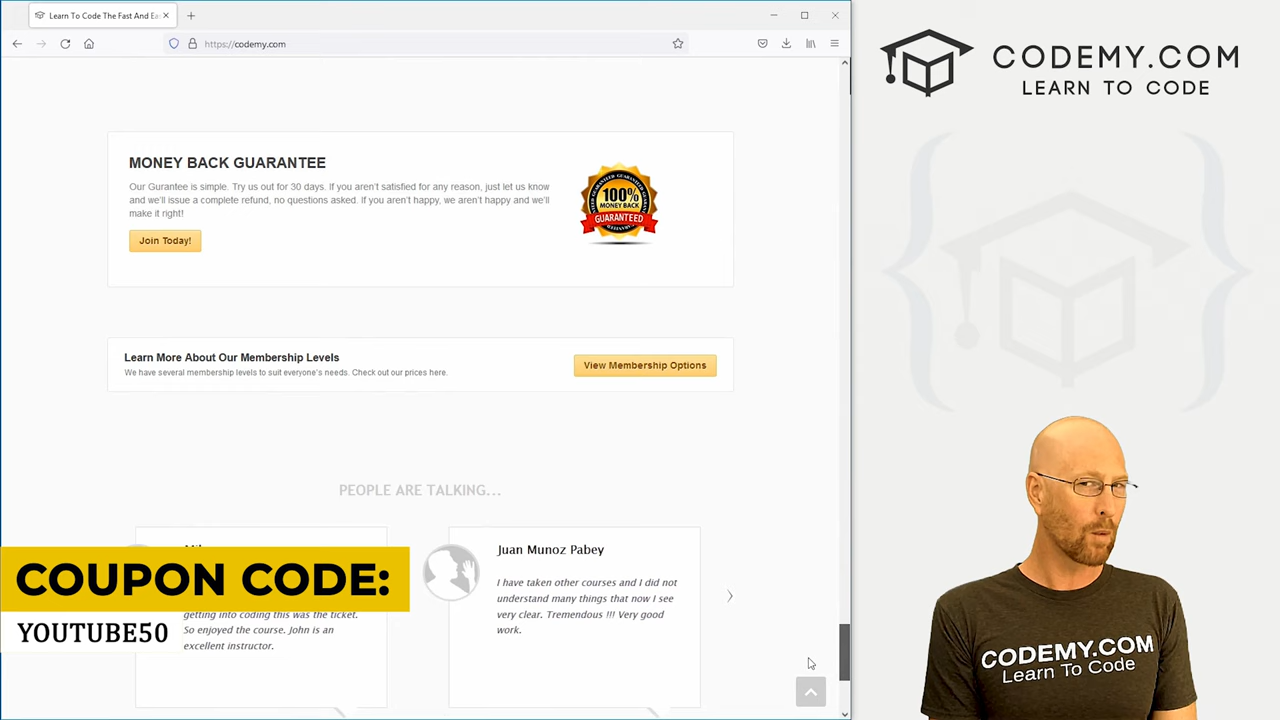 Learn To Code The Fast And Ea
https://codemy.com
CODEMY.COM
LEARN TO CODE
MONEY BACK GUARANTEE
Our Gurantee is simple. Try us out for 30 days. If you aren't satisfied for any reason, just let us know
and we'll issue a complete refund, no questions asked. If you aren't happy, we aren't happy and we'll
make it right!
Join Today!
100%
MONEY BACK
GUARANTEED
Learn More About Our Membership Levels
We have several membership levels to suit everyone's needs. Check out our prices here.
View Membership Options
PEOPLE ARE TALKING...
getting into coding this was the ticket.
So enjoyed the course. John is an
excellent instructor.
Juan Munoz Pabey
I have taken other courses and I did not
understand many things that now I see
very clear. Tremendous !!! Very good
work.
COUPON CODE:
YOUTUBE50
CODEMY.COM
Learn To Code